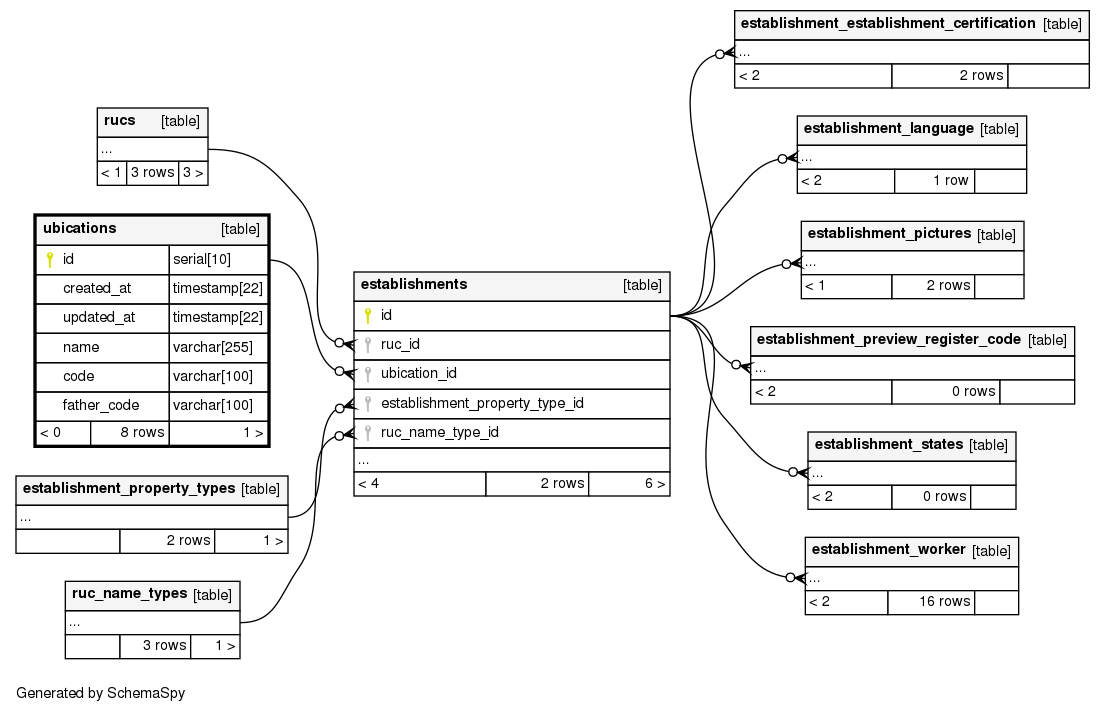 establishment_establishment_certification [table]
...
< 2 2 rows
rucs [table]
...
< 1 3 rows 3 >
establishment_language [table]
...
< 2 1 row
ubications [table]
id serial[10]
created_at timestamp[22]
updated_at timestamp[22]
name varchar[255]
code varchar[100]
father_code varchar[100]
< 0 8 rows 1 >
establishment_pictures [table]
...
< 1 2 rows
establishments [table]
id
ruc_id
ubication_id
establishment_property_type_id
ruc_name_type_id
...
< 4 2 rows 6 >
establishment_preview_register_code [table]
...
< 2 0 rows
establishment_states [table]
...
< 2 0 rows
establishment_property_types [table]
...
2 rows 1 >
establishment_worker [table]
...
< 2 16 rows
ruc_name_types [table]
...
3 rows 1 >
Generated by SchemaSpy